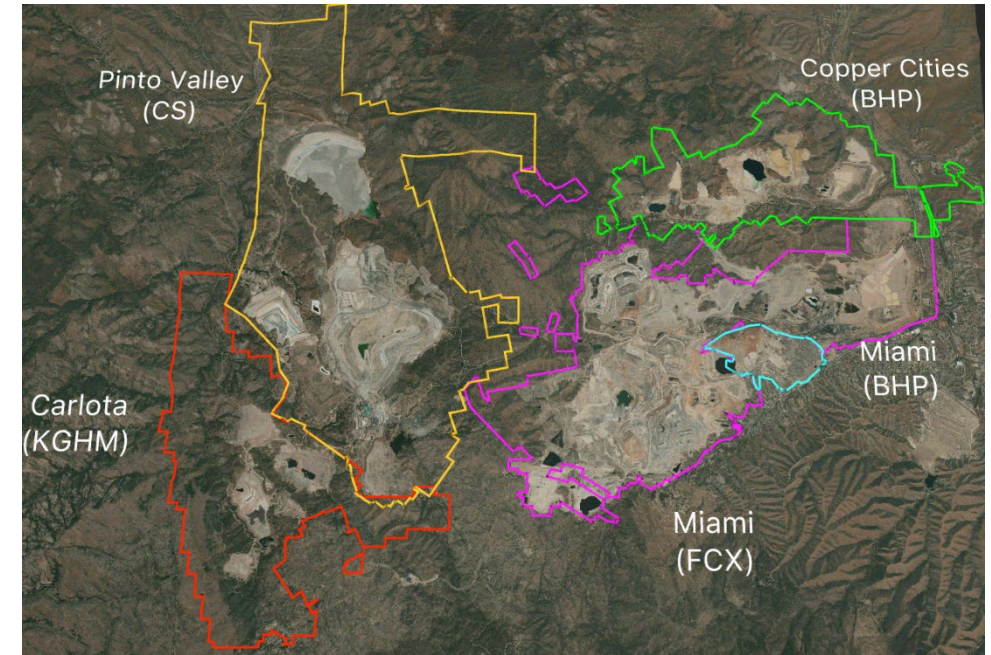 Pinto Valley
(CS)
Copper Cities
(BHP)
Miami
(BHP)
Carlota
(KGHM)
Miami
(FCX)